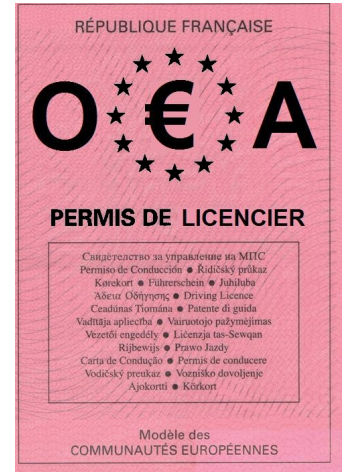 RÉPUBLIQUE FRANÇAISE
O € A
PERMIS DE LICENCIER
Свидетелство за управление на МПС
Permiso de Conducción ● Řidičský průkaz
Kørekort ● Führerschein ● Juhiluba
Άδεια Οδήγησης ● Driving Licence
Ceadúnas Tiomána ● Patente di guida
Vadītāja apliecība ● Vairuotojo pažymėjimas
Vezetői engedély ● Liċenzja tas-Sewqan
Rijbewijs ● Prawo Jazdy
Carta de Condução ● Permis de conducere
Vodičský preukaz ● Vozniško dovoljenje
Ajokortti ● Körkort
Modèle des
COMMUNAUTÉS EUROPÉENNES